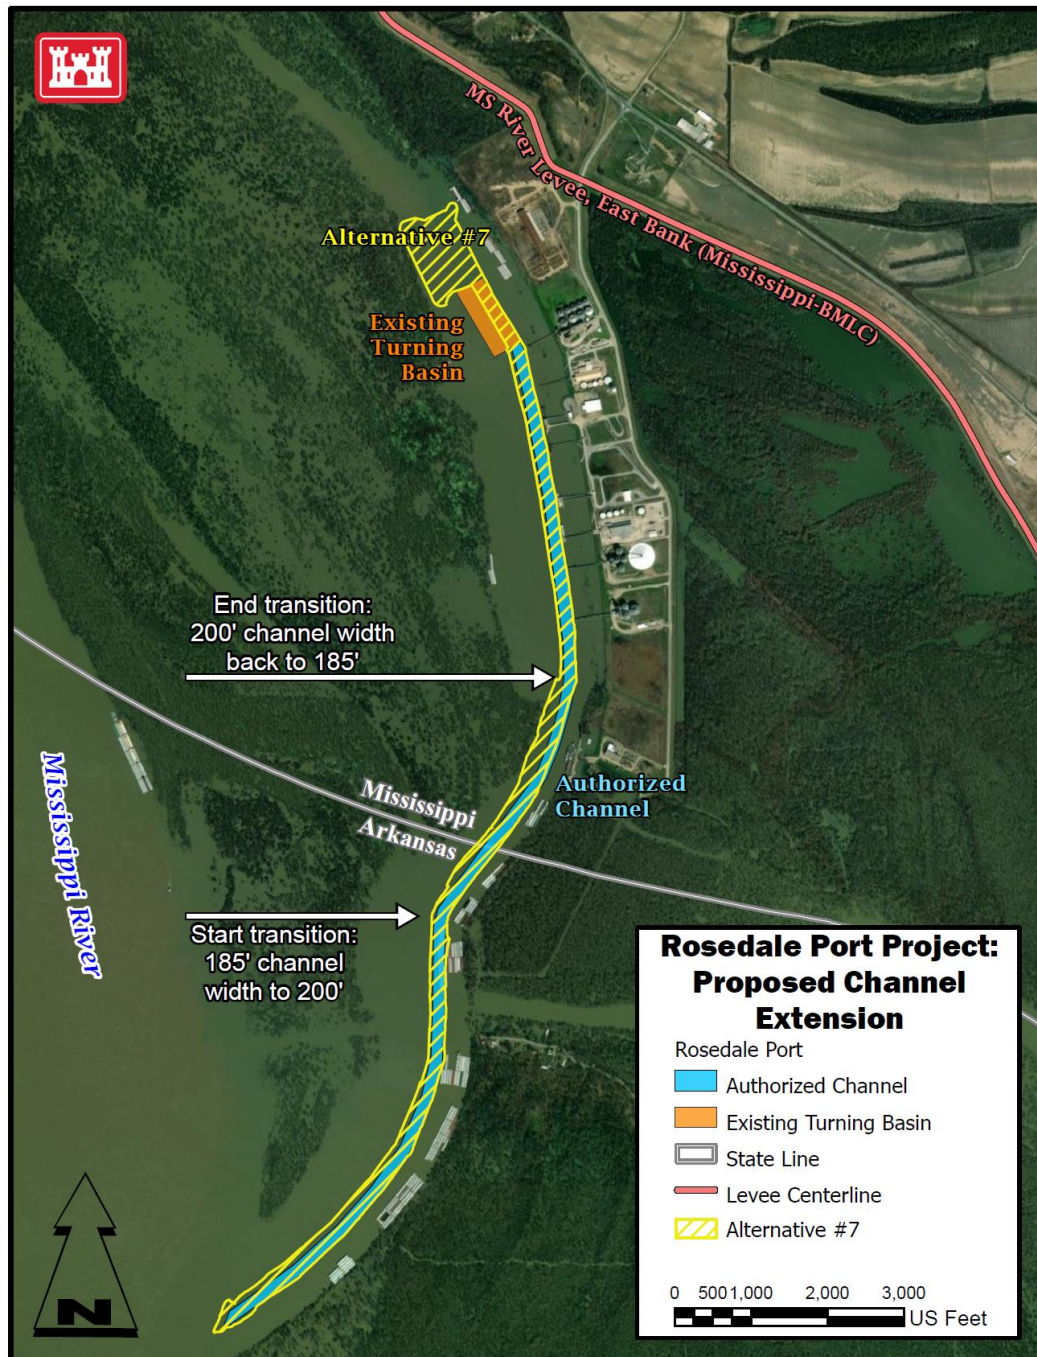 MS River Levee, East Bank (Mississippi-BMLC)
Alternative #7
Existing
Turning
Basin
End transition:
200' channel width
back to 185'
Authorized
Channel
Mississippi
Arkansas
Mississippi River
Start transition:
185' channel
width to 200'
Rosedale Port Project:
Proposed Channel
Extension
Rosedale Port
Authorized Channel
Existing Turning Basin
State Line
Levee Centerline
Alternative #7
0 500 1,000 2,000 3,000
US Feet
N